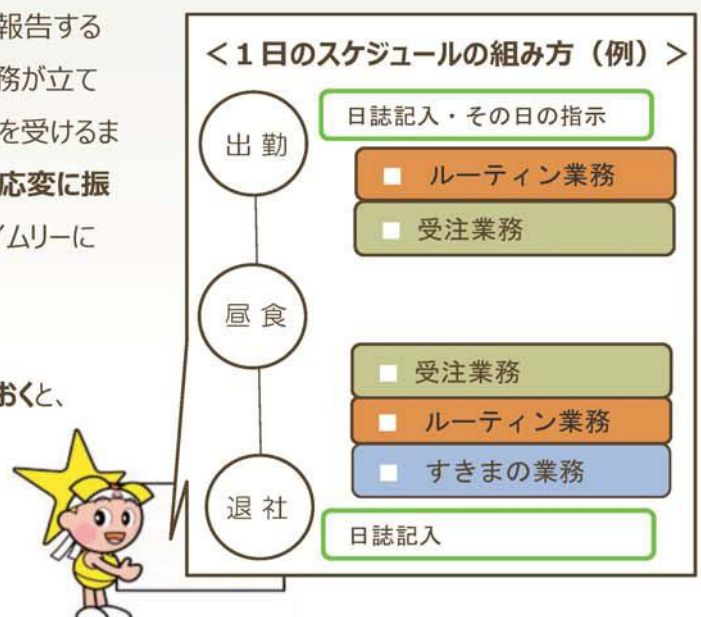 報告する
務が立て
を受けるま
応変に振
イムリーに
おくと、
＜１日のスケジュールの組み方（例）＞
出 勤
日誌記入・その日の指示
■ ルーティン業務
■ 受注業務
昼 食
■ 受注業務
■ ルーティン業務
■ すきまの業務
退 社
日誌記入